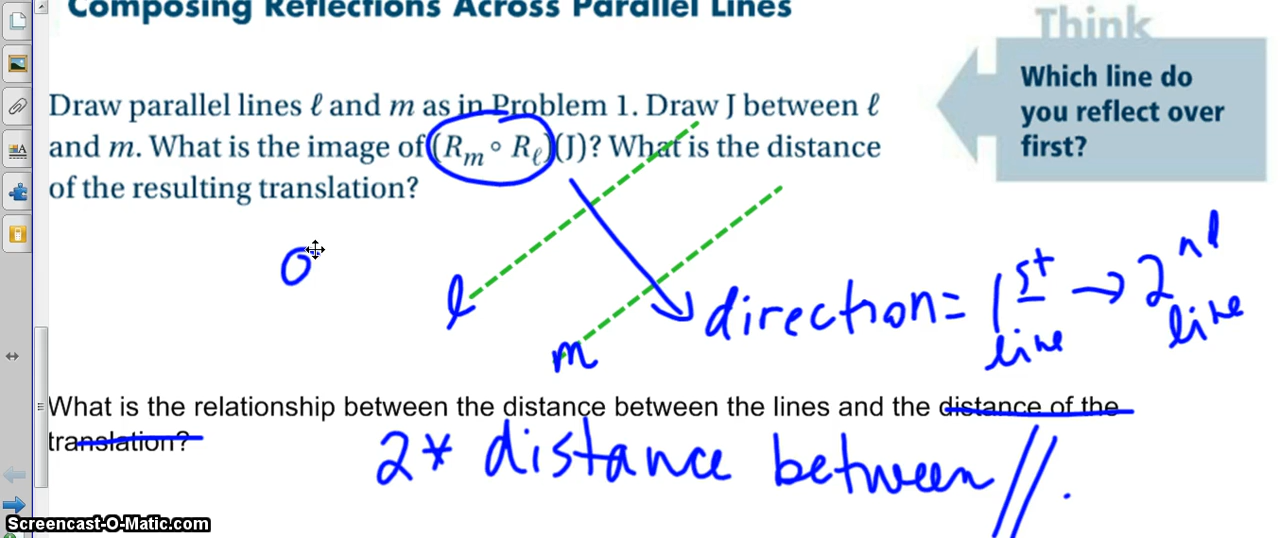 Composing Reflections Across Parallel Lines
Think
Which line do
you reflect over
first?
Draw parallel lines ℓ and m as in Problem 1. Draw J between ℓ
and m. What is the image of (Rₘ ∘ Rℓ)(J)? What is the distance
of the resulting translation?
o
ℓ
m
direction = 1st line → 2nd line
What is the relationship between the distance between the lines and the distance of the
translation?
2* distance between //.
Screencast-O-Matic.com